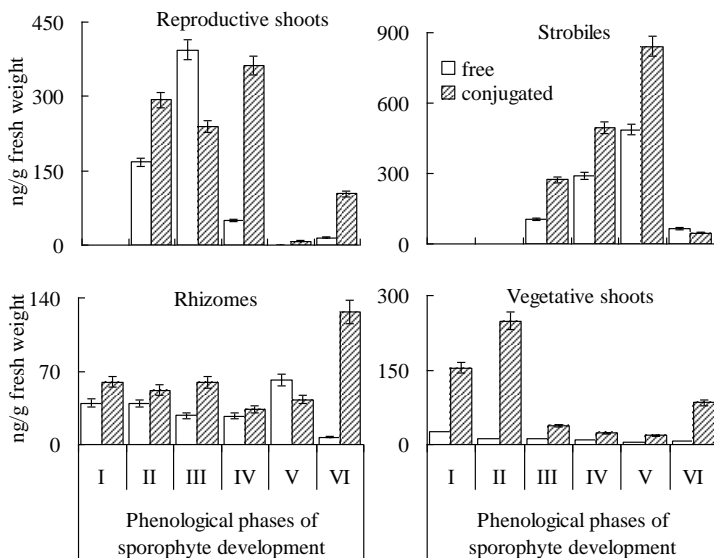 Reproductive shoots
450
300
150
0
ng/g fresh weight
Strobiles
900
600
300
0
free
conjugated
Rhizomes
140
70
0
ng/g fresh weight
Vegetative shoots
300
150
0
I II III IV V VI
Phenological phases of
sporophyte development
I II III IV V VI
Phenological phases of
sporophyte development